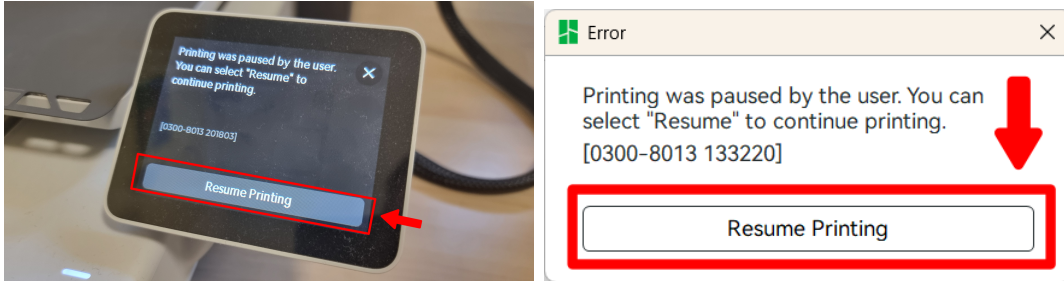 Printing was paused by the user.
You can select "Resume" to
continue printing.
[0300-8013 201803]
Resume Printing
Error
Printing was paused by the user. You can
select "Resume" to continue printing.
[0300-8013 133220]
Resume Printing